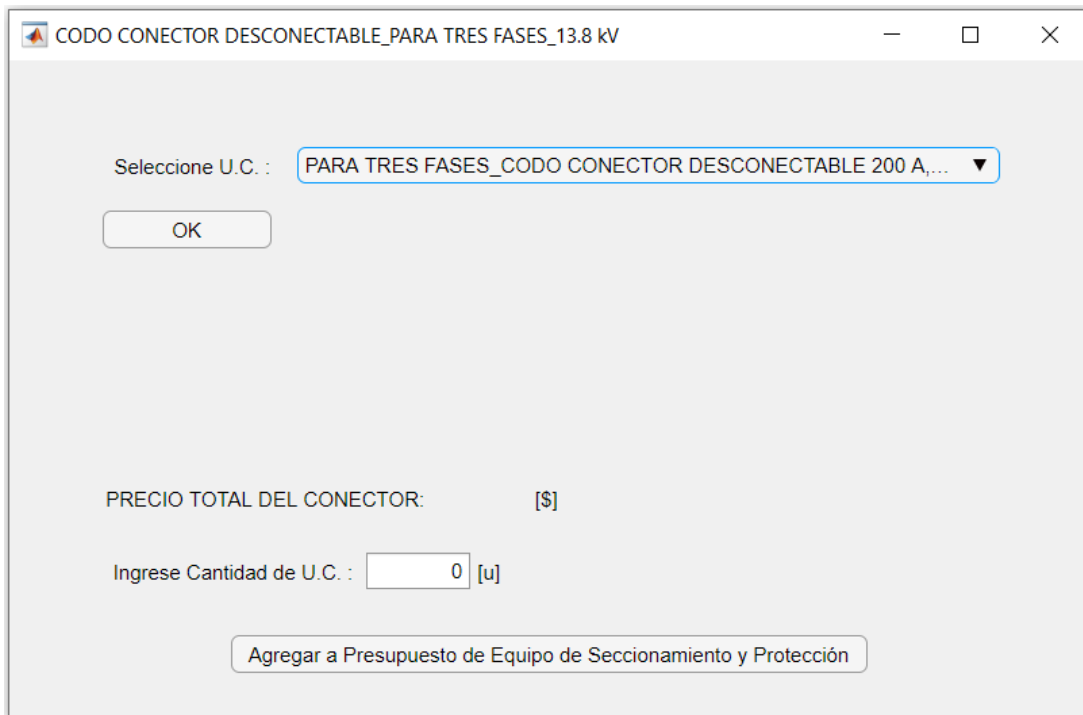 CODO CONECTOR DESCONECTABLE_PARA TRES FASES_13.8 kV
Seleccione U.C. : PARA TRES FASES_CODO CONECTOR DESCONECTABLE 200 A,...
OK
PRECIO TOTAL DEL CONECTOR: [$]
Ingrese Cantidad de U.C. : 0 [u]
Agregar a Presupuesto de Equipo de Seccionamiento y Protección